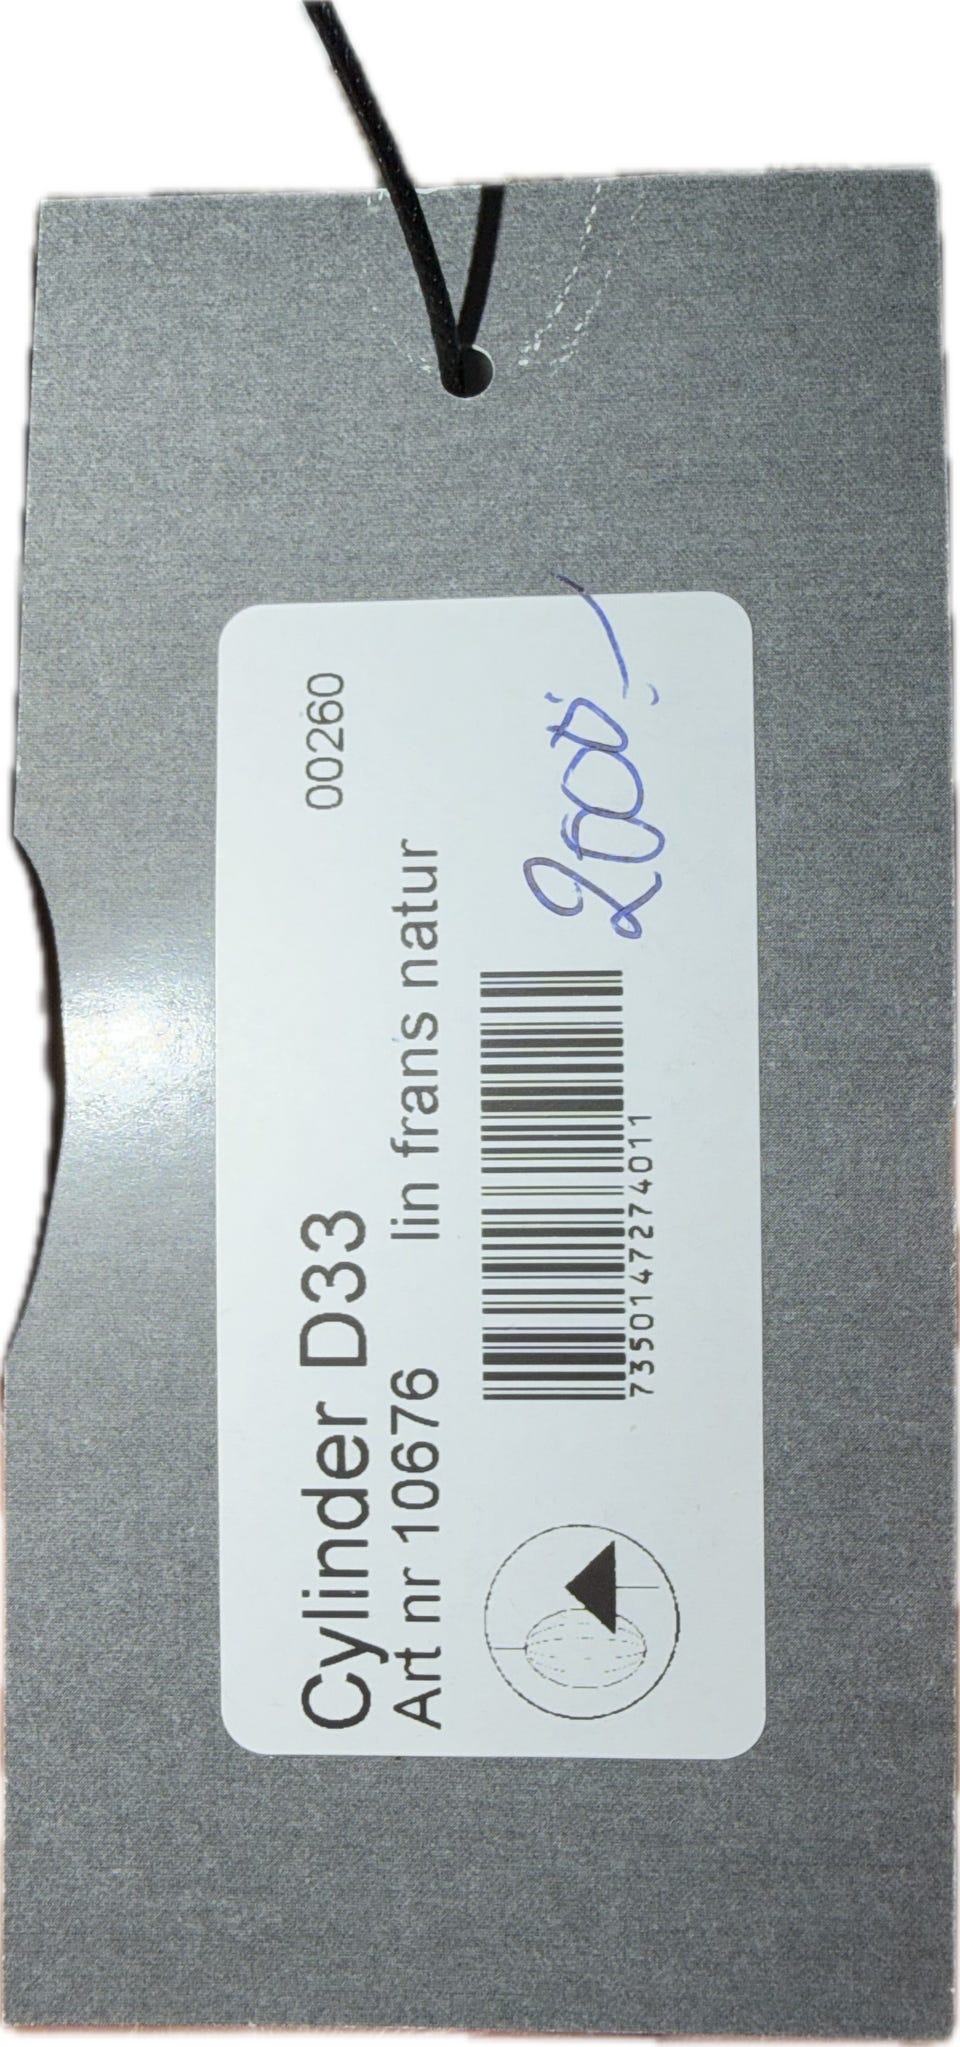 Cylinder D33 00260
Art nr 10676 lin frans natur
7350147274011
2000:-